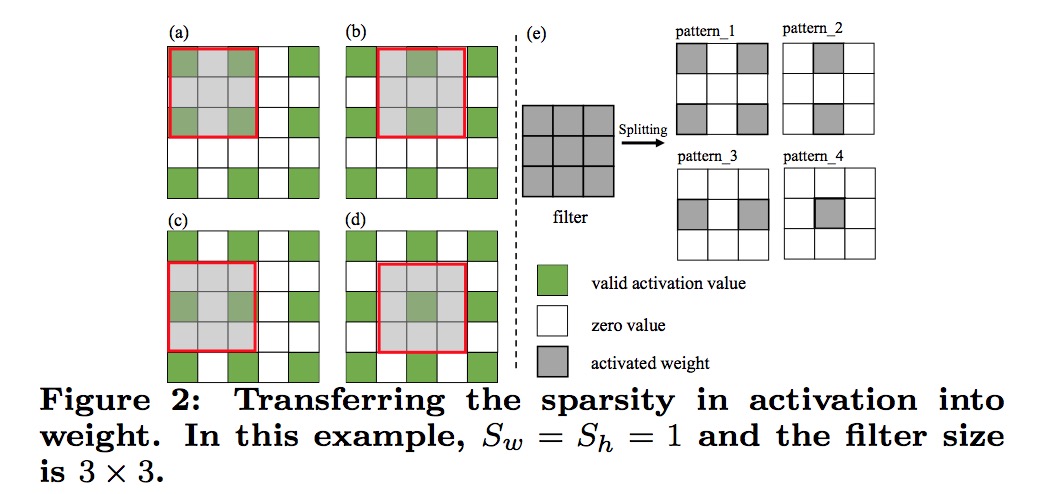 (a)
(b)
(e)
pattern_1
pattern_2
Splitting
pattern_3
pattern_4
filter
(c)
(d)
valid activation value
zero value
activated weight
Figure 2: Transferring the sparsity in activation into
weight. In this example, S_w = S_h = 1 and the filter size
is 3 × 3.